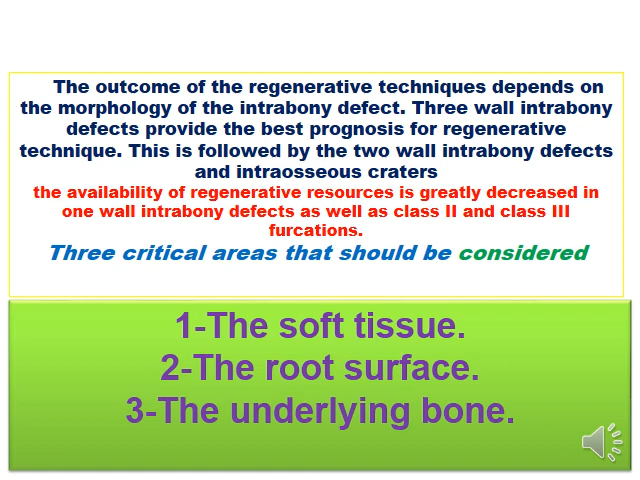 The outcome of the regenerative techniques depends on
the morphology of the intrabony defect. Three wall intrabony
defects provide the best prognosis for regenerative
technique. This is followed by the two wall intrabony defects
and intraosseous craters
the availability of regenerative resources is greatly decreased in
one wall intrabony defects as well as class II and class III
furcations.
Three critical areas that should be considered
1-The soft tissue.
2-The root surface.
3-The underlying bone.